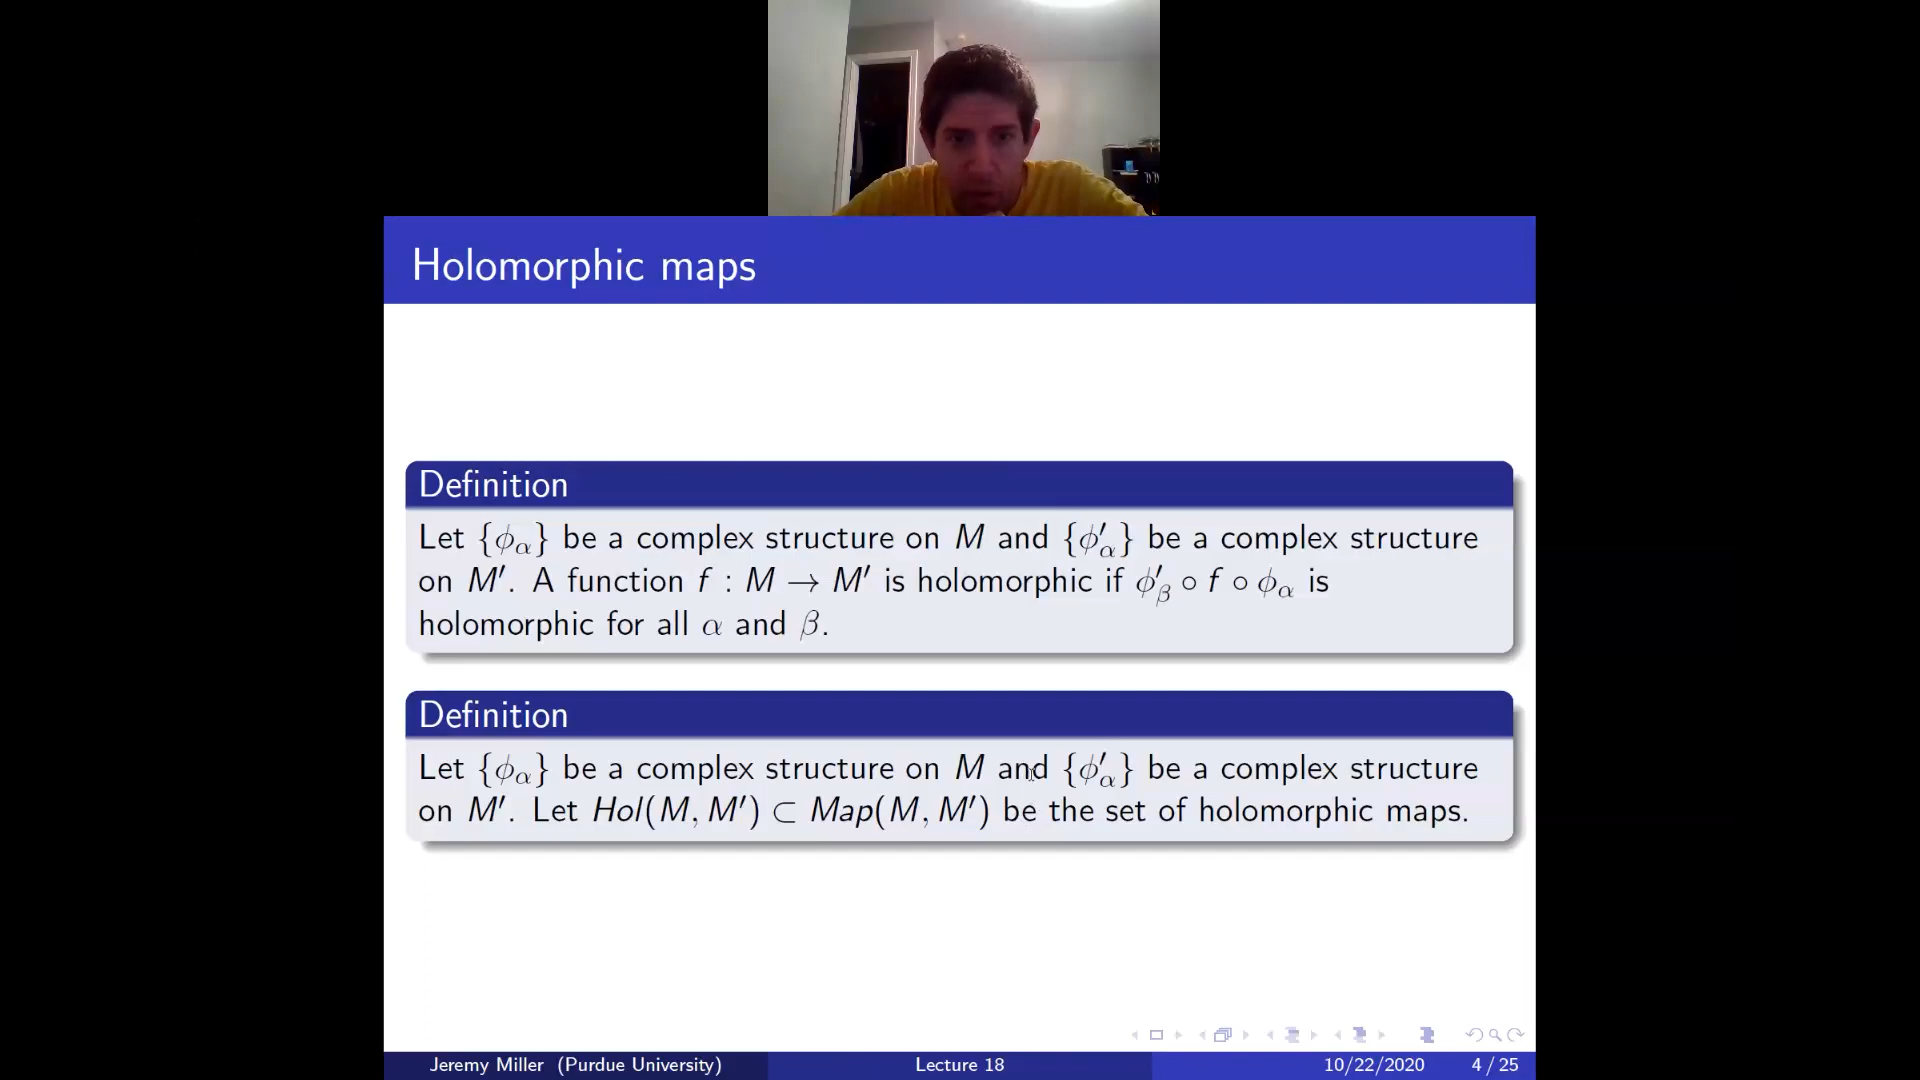 Holomorphic maps
Definition
Let {ϕ_α} be a complex structure on M and {ϕ′_α} be a complex structure
on M′. A function f : M → M′ is holomorphic if ϕ′_β ∘ f ∘ ϕ_α is
holomorphic for all α and β.
Definition
Let {ϕ_α} be a complex structure on M and {ϕ′_α} be a complex structure
on M′. Let Hol(M, M′) ⊂ Map(M, M′) be the set of holomorphic maps.
Jeremy Miller (Purdue University) Lecture 18 10/22/2020 4 / 25